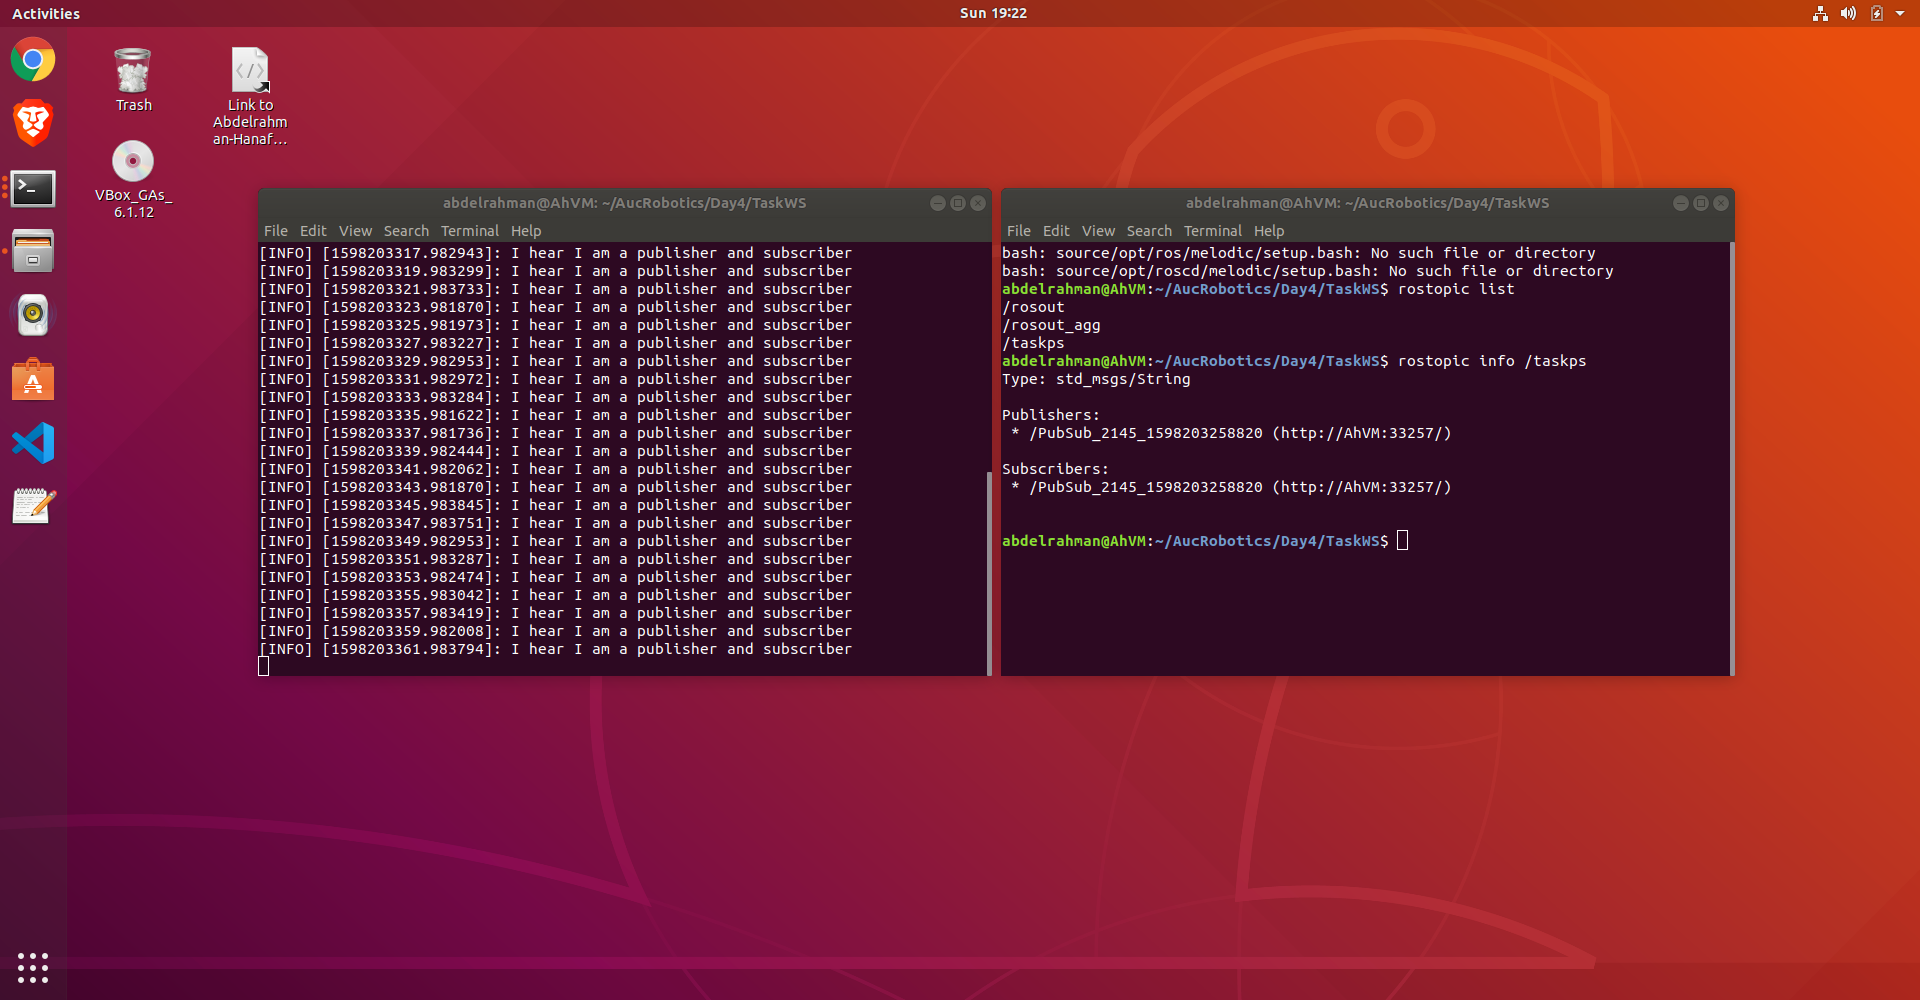 Activities
Sun 19:22
Trash
Link to
Abdelrahm
an-Hanaf...
VBox_GAs_
6.1.12
abdelrahman@AhVM: ~/AucRobotics/Day4/TaskWS
File Edit View Search Terminal Help
[INFO] [1598203317.982943]: I hear I am a publisher and subscriber
[INFO] [1598203319.983299]: I hear I am a publisher and subscriber
[INFO] [1598203321.983733]: I hear I am a publisher and subscriber
[INFO] [1598203323.981870]: I hear I am a publisher and subscriber
[INFO] [1598203325.981973]: I hear I am a publisher and subscriber
[INFO] [1598203327.983227]: I hear I am a publisher and subscriber
[INFO] [1598203329.982953]: I hear I am a publisher and subscriber
[INFO] [1598203331.982972]: I hear I am a publisher and subscriber
[INFO] [1598203333.983284]: I hear I am a publisher and subscriber
[INFO] [1598203335.981622]: I hear I am a publisher and subscriber
[INFO] [1598203337.981736]: I hear I am a publisher and subscriber
[INFO] [1598203339.982444]: I hear I am a publisher and subscriber
[INFO] [1598203341.982062]: I hear I am a publisher and subscriber
[INFO] [1598203343.981870]: I hear I am a publisher and subscriber
[INFO] [1598203345.983845]: I hear I am a publisher and subscriber
[INFO] [1598203347.983751]: I hear I am a publisher and subscriber
[INFO] [1598203349.982953]: I hear I am a publisher and subscriber
[INFO] [1598203351.983287]: I hear I am a publisher and subscriber
[INFO] [1598203353.982474]: I hear I am a publisher and subscriber
[INFO] [1598203355.983042]: I hear I am a publisher and subscriber
[INFO] [1598203357.983419]: I hear I am a publisher and subscriber
[INFO] [1598203359.982008]: I hear I am a publisher and subscriber
[INFO] [1598203361.983794]: I hear I am a publisher and subscriber
abdelrahman@AhVM: ~/AucRobotics/Day4/TaskWS
File Edit View Search Terminal Help
bash: source/opt/ros/melodic/setup.bash: No such file or directory
bash: source/opt/roscd/melodic/setup.bash: No such file or directory
abdelrahman@AhVM:~/AucRobotics/Day4/TaskWS$ rostopic list
/rosout
/rosout_agg
/taskps
abdelrahman@AhVM:~/AucRobotics/Day4/TaskWS$ rostopic info /taskps
Type: std_msgs/String
Publishers:
* /PubSub_2145_1598203258820 (http://AhVM:33257/)
Subscribers:
* /PubSub_2145_1598203258820 (http://AhVM:33257/)
abdelrahman@AhVM:~/AucRobotics/Day4/TaskWS$